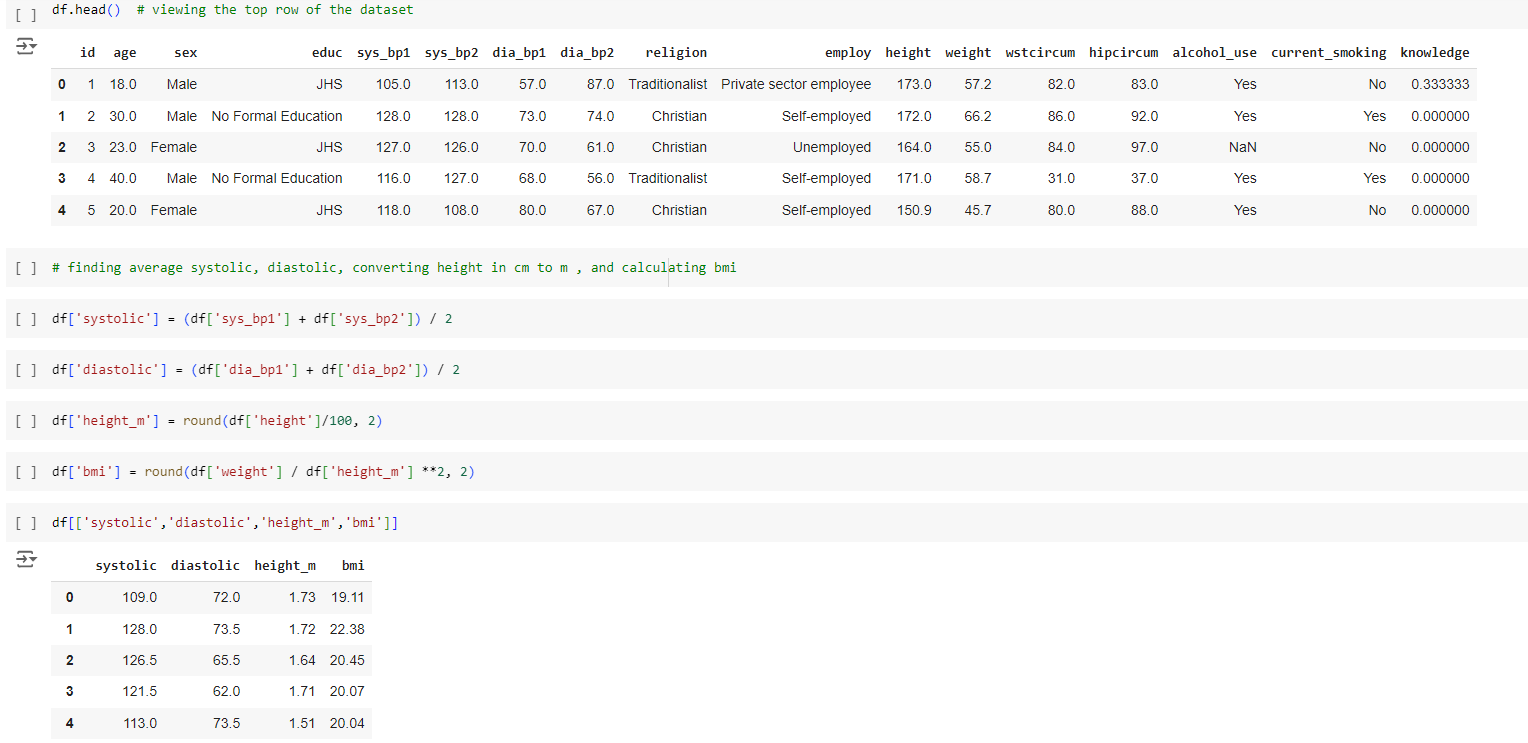 [ ] df.head()  # viewing the top row of the dataset
id age sex educ sys_bp1 sys_bp2 dia_bp1 dia_bp2 religion employ height weight wstcircum hipcircum alcohol_use current_smoking knowledge
0 1 18.0 Male JHS 105.0 113.0 57.0 87.0 Traditionalist Private sector employee 173.0 57.2 82.0 83.0 Yes No 0.333333
1 2 30.0 Male No Formal Education 128.0 128.0 73.0 74.0 Christian Self-employed 172.0 66.2 86.0 92.0 Yes Yes 0.000000
2 3 23.0 Female JHS 127.0 126.0 70.0 61.0 Christian Unemployed 164.0 55.0 84.0 97.0 NaN No 0.000000
3 4 40.0 Male No Formal Education 116.0 127.0 68.0 56.0 Traditionalist Self-employed 171.0 58.7 31.0 37.0 Yes Yes 0.000000
4 5 20.0 Female JHS 118.0 108.0 80.0 67.0 Christian Self-employed 150.9 45.7 80.0 88.0 Yes No 0.000000
[ ] # finding average systolic, diastolic, converting height in cm to m , and calculating bmi
[ ] df['systolic'] = (df['sys_bp1'] + df['sys_bp2']) / 2
[ ] df['diastolic'] = (df['dia_bp1'] + df['dia_bp2']) / 2
[ ] df['height_m'] = round(df['height']/100, 2)
[ ] df['bmi'] = round(df['weight'] / df['height_m'] **2, 2)
[ ] df[['systolic','diastolic','height_m','bmi']]
systolic diastolic height_m bmi
0 109.0 72.0 1.73 19.11
1 128.0 73.5 1.72 22.38
2 126.5 65.5 1.64 20.45
3 121.5 62.0 1.71 20.07
4 113.0 73.5 1.51 20.04